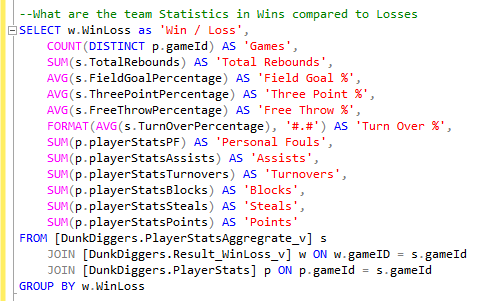 --What are the team Statistics in Wins compared to Losses
SELECT w.WinLoss as 'Win / Loss',
COUNT(DISTINCT p.gameId) AS 'Games',
SUM(s.TotalRebounds) AS 'Total Rebounds',
AVG(s.FieldGoalPercentage) AS 'Field Goal %',
AVG(s.ThreePointPercentage) AS 'Three Point %',
AVG(s.FreeThrowPercentage) AS 'Free Throw %',
FORMAT(AVG(s.TurnOverPercentage), '#.#') AS 'Turn Over %',
SUM(p.playerStatsPF) AS 'Personal Fouls',
SUM(p.playerStatsAssists) AS 'Assists',
SUM(p.playerStatsTurnovers) AS 'Turnovers',
SUM(p.playerStatsBlocks) AS 'Blocks',
SUM(p.playerStatsSteals) AS 'Steals',
SUM(p.playerStatsPoints) AS 'Points'
FROM [DunkDiggers.PlayerStatsAggregrate_v] s
JOIN [DunkDiggers.Result_WinLoss_v] w ON w.gameID = s.gameId
JOIN [DunkDiggers.PlayerStats] p ON p.gameId = s.gameId
GROUP BY w.WinLoss